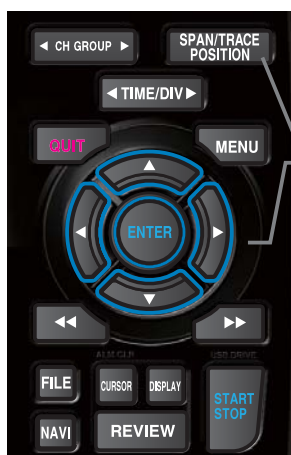 ◄ CH GROUP ►
SPAN/TRACE
POSITION
◄TIME/DIV►
QUIT
MENU
ENTER
ALM CLR
USB DRIVE
FILE
CURSOR
DISPLAY
START
STOP
NAVI
REVIEW